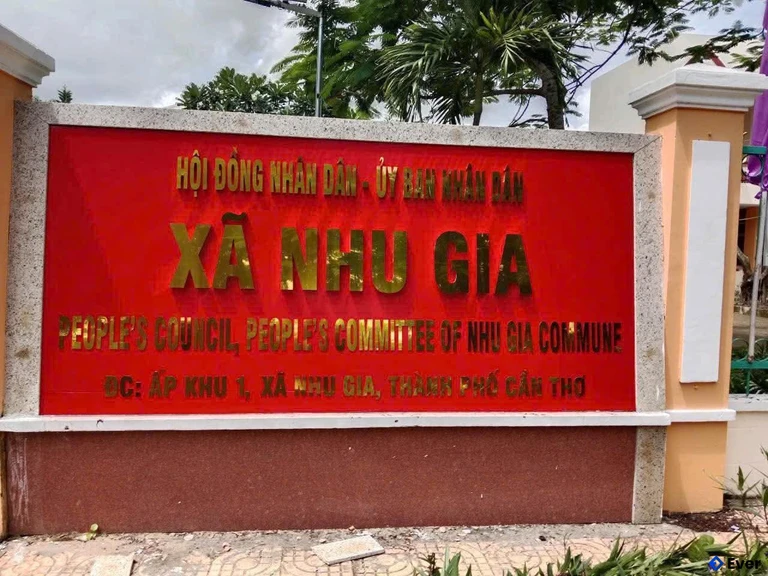 HỘI ĐỒNG NHÂN DÂN - ỦY BAN NHÂN DÂN
XÃ NHU GIA
PEOPLE'S COUNCIL, PEOPLE'S COMMITTEE OF NHU GIA COMMUNE
ĐC: ẤP KHU 1, XÃ NHU GIA, THÀNH PHỐ CẦN THƠ
Ever